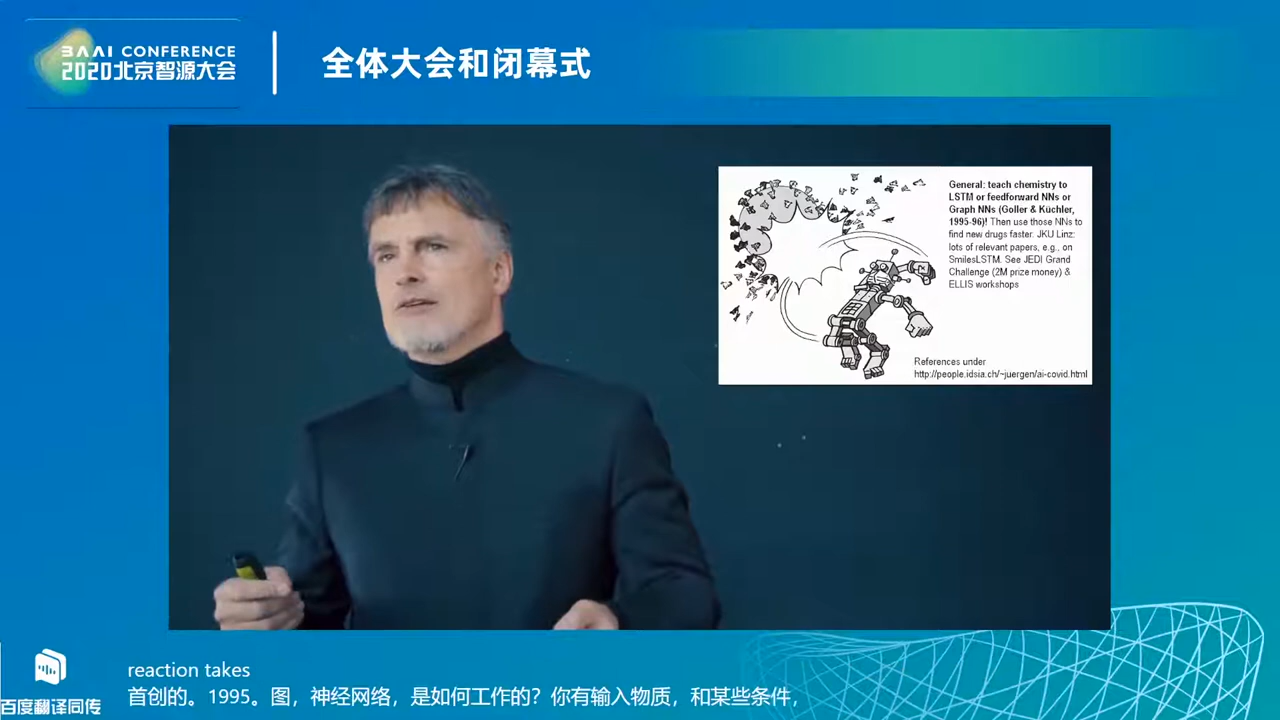 BAAI CONFERENCE
2020北京智源大会
全体大会和闭幕式
General: teach chemistry to
LSTM or feedforward NNs or
Graph NNs (Goller & Küchler,
1995-96)! Then use those NNs to
find new drugs faster. JKU Linz:
lots of relevant papers, e.g., on
SmilesLSTM. See JEDI Grand
Challenge (2M prize money) &
ELLIS workshops
References under
http://people.idsia.ch/~juergen/ai-covid.html
reaction takes
首创的。1995。图，神经网络，是如何工作的？你有输入物质，和某些条件，
百度翻译同传